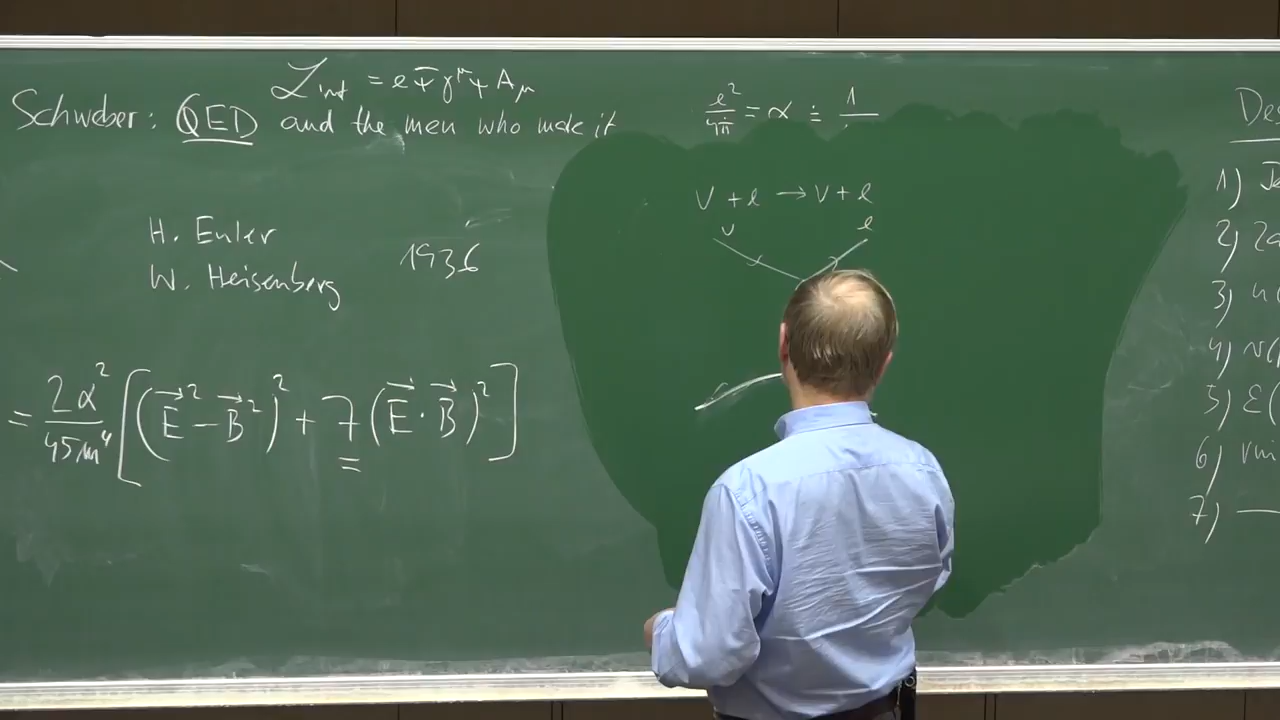 ℒ_int = e ψ̄ γ^μ ψ A_μ
Schweber: QED and the men who made it
H. Euler
W. Heisenberg
1936
= 2α²/45m⁴ [(E⃗² − B⃗²)² + 7(E⃗ · B⃗)²]
e²/4π = α ≐ 1/
ν + e → ν + e
ν e
1)
2)
3)
4)
5) ε(
6)
7) —